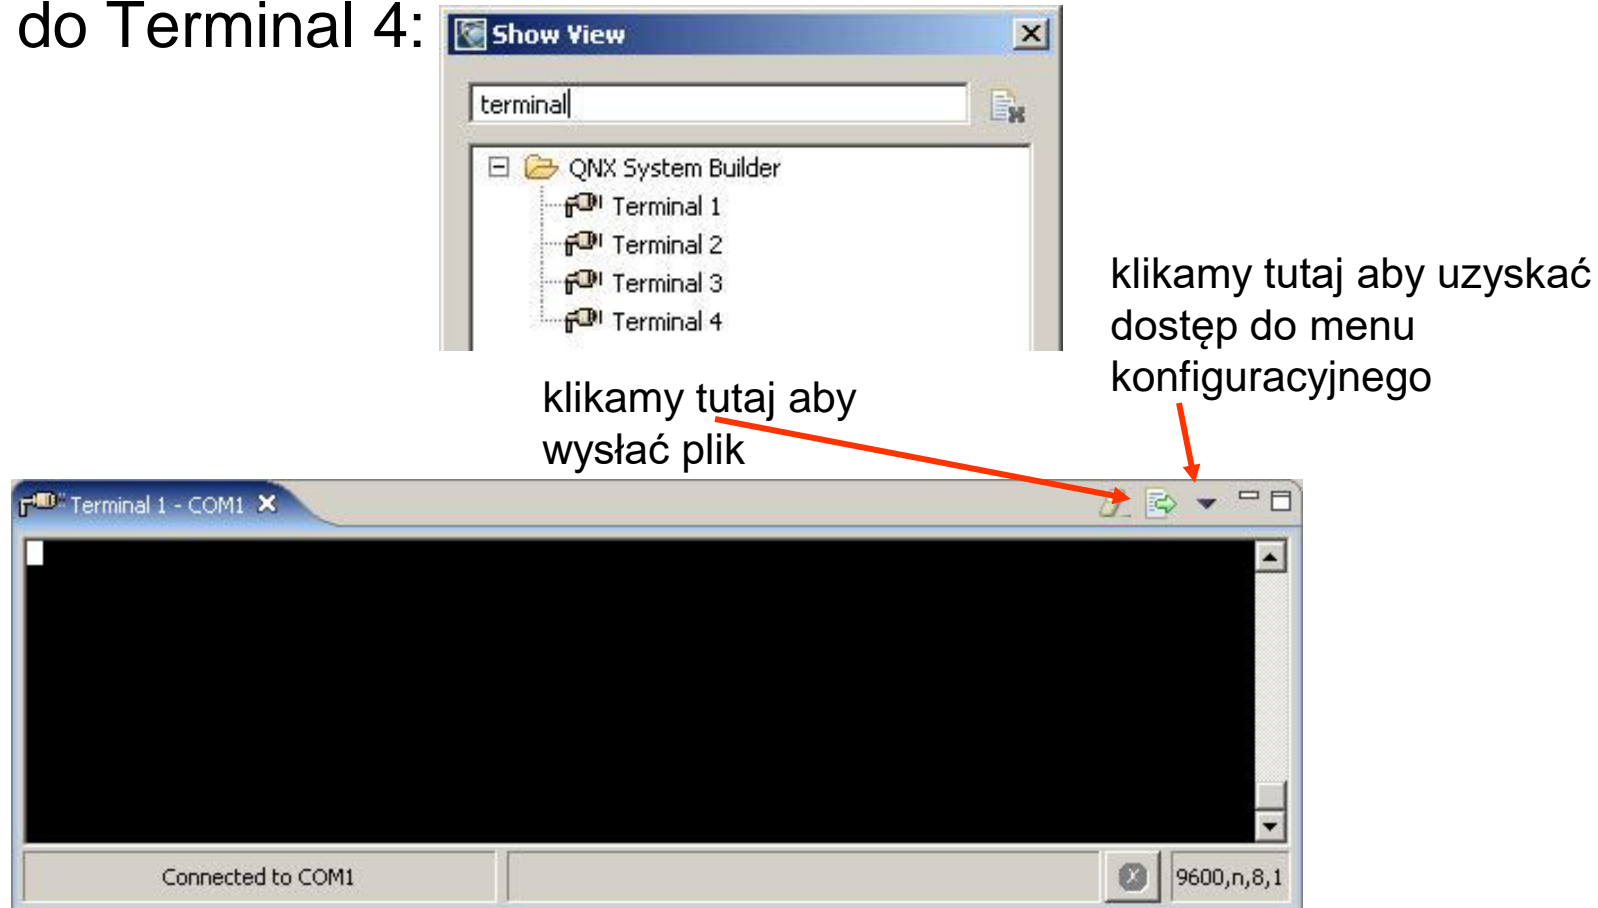 do Terminal 4:
Show View
terminal
QNX System Builder
Terminal 1
Terminal 2
Terminal 3
Terminal 4
klikamy tutaj aby uzyskać
dostęp do menu
konfiguracyjnego
klikamy tutaj aby
wysłać plik
Terminal 1 - COM1
Connected to COM1
9600,n,8,1